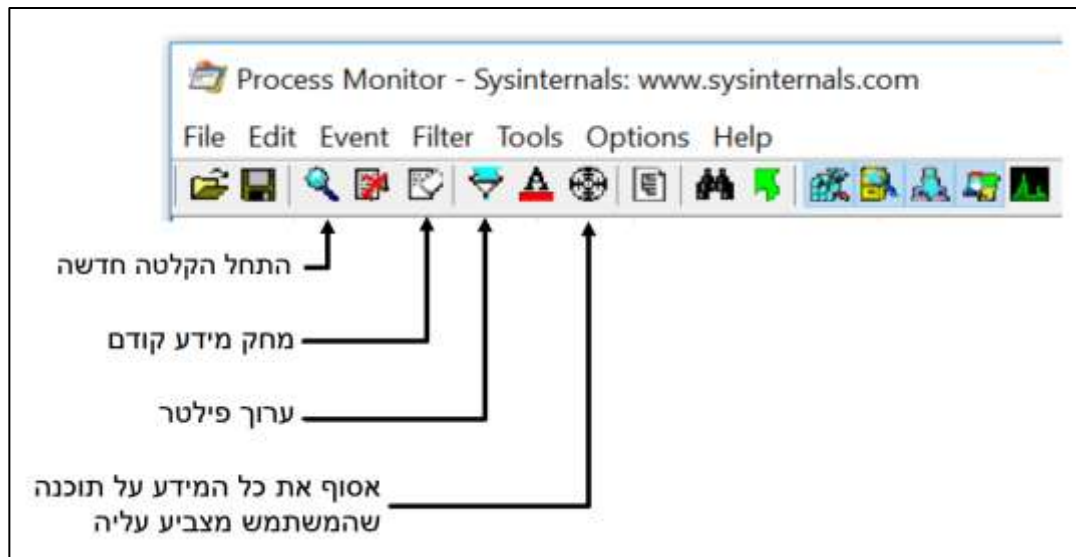 Process Monitor - Sysinternals: www.sysinternals.com
File Edit Event Filter Tools Options Help
התחל הקלטה חדשה
מחק מידע קודם
ערוך פילטר
אסוף את כל המידע על תוכנה
שהמשתמש מצביע עליה